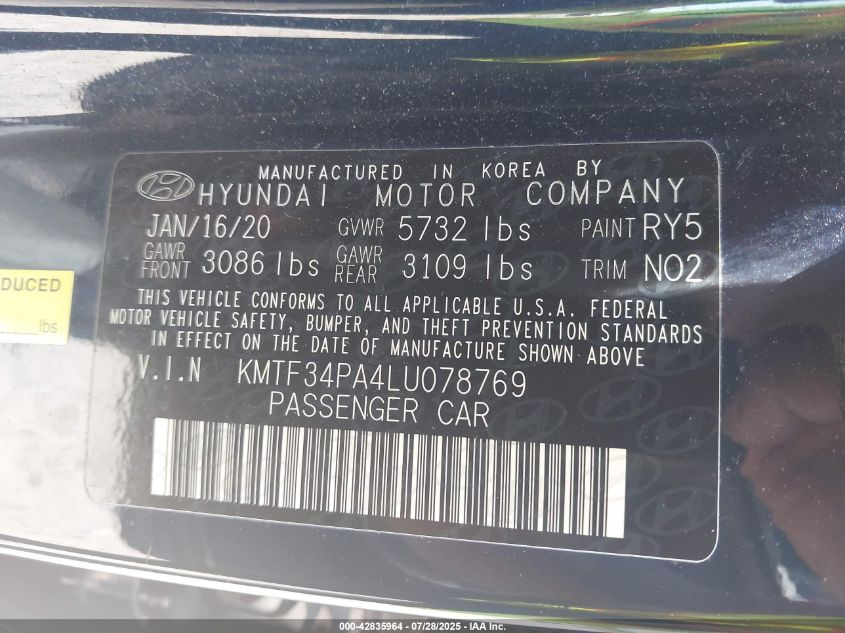 MANUFACTURED IN KOREA BY
HYUNDAI MOTOR COMPANY
JAN/16/20 GVWR 5732 lbs PAINT RY5
GAWR FRONT 3086 lbs GAWR REAR 3109 lbs TRIM NO2
THIS VEHICLE CONFORMS TO ALL APPLICABLE U.S.A. FEDERAL
MOTOR VEHICLE SAFETY, BUMPER, AND THEFT PREVENTION STANDARDS
IN EFFECT ON THE DATE OF MANUFACTURE SHOWN ABOVE
V.I.N KMTF34PA4LU078769
PASSENGER CAR
DUCED
lbs
000-42835964 - 07/28/2025 - IAA Inc.